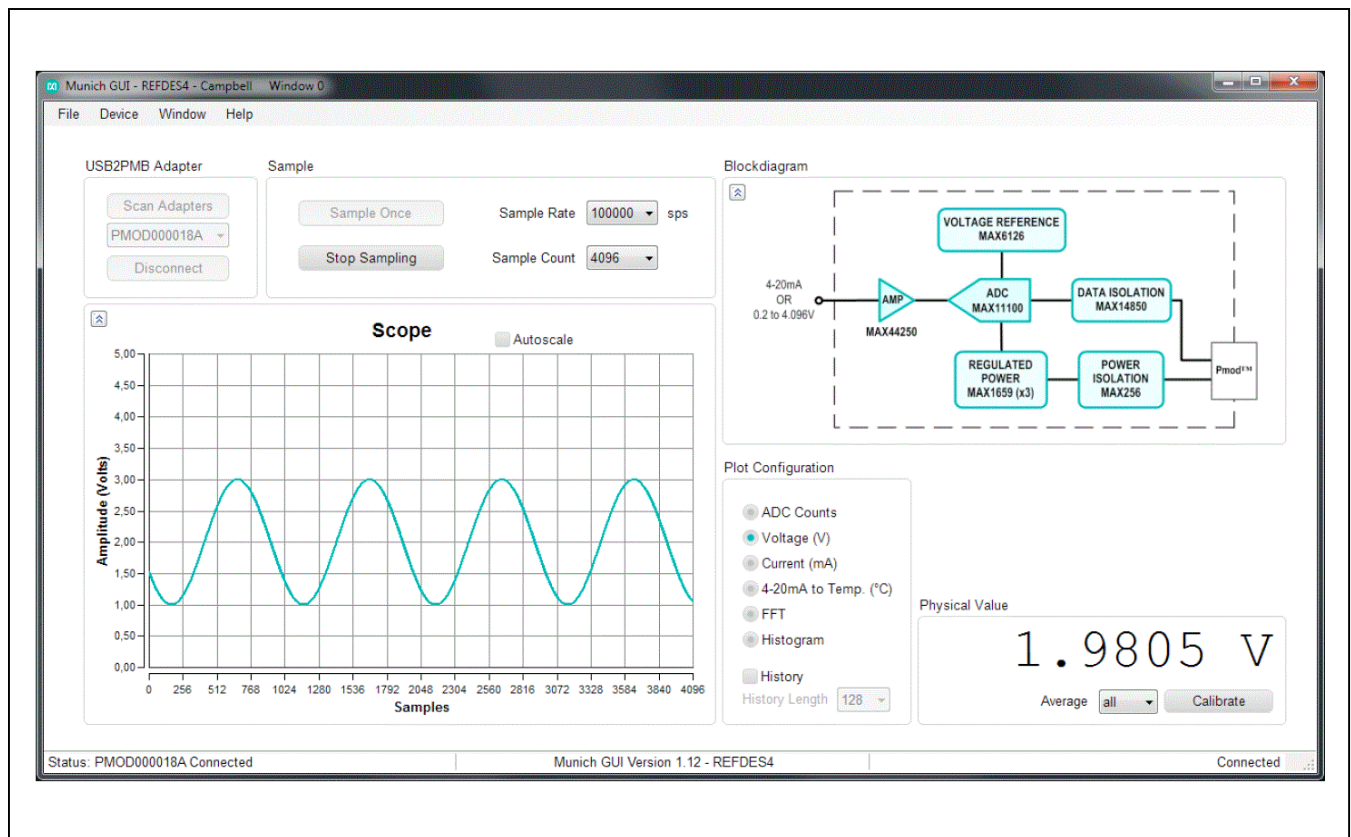 Munich GUI - REFDES4 - Campbell Window 0
File Device Window Help
USB2PMB Adapter
Scan Adapters
PMOD000018A
Disconnect
Sample
Sample Once
Sample Rate 100000 sps
Stop Sampling
Sample Count 4096
Scope
Autoscale
Amplitude (Volts)
5,00
4,50
4,00
3,50
3,00
2,50
2,00
1,50
1,00
0,50
0,00
0 256 512 768 1024 1280 1536 1792 2048 2304 2560 2816 3072 3328 3584 3840 4096
Samples
Blockdiagram
VOLTAGE REFERENCE
MAX6126
4-20mA
OR
0.2 to 4.096V
AMP
MAX44250
ADC
MAX11100
DATA ISOLATION
MAX14850
REGULATED
POWER
MAX1659 (x3)
POWER
ISOLATION
MAX256
Pmod™
Plot Configuration
ADC Counts
Voltage (V)
Current (mA)
4-20mA to Temp. (°C)
FFT
Histogram
History
History Length 128
Physical Value
1.9805 V
Average all Calibrate
Status: PMOD000018A Connected
Munich GUI Version 1.12 - REFDES4
Connected